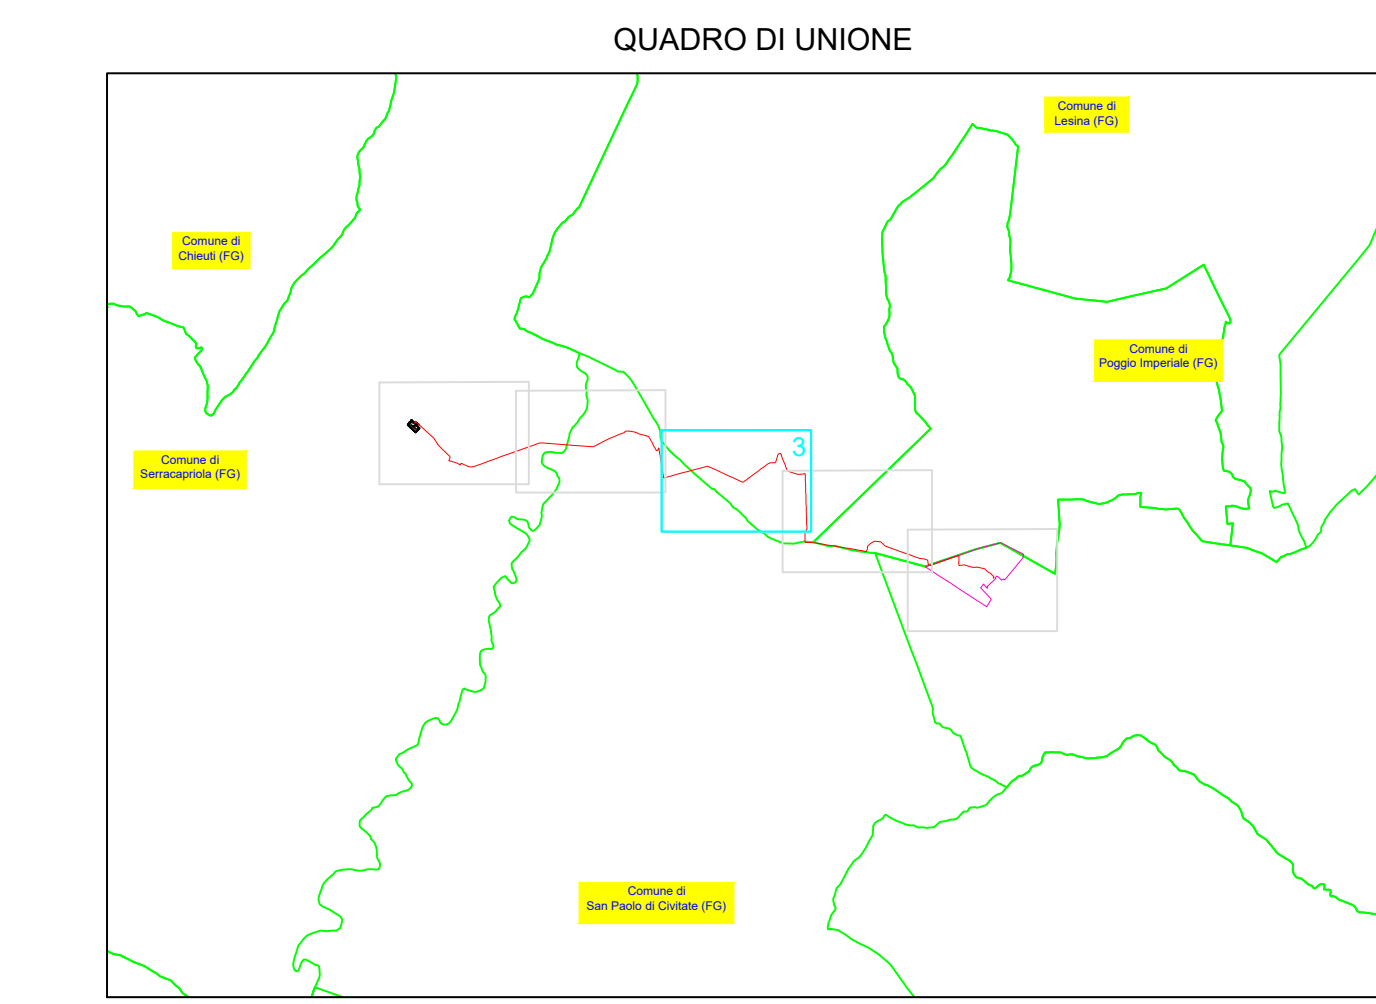 QUADRO DI UNIONE
Comune di
Lesina (FG)
Comune di
Chieuti (FG)
Comune di
Poggio Imperiale (FG)
3
Comune di
Serracapriola (FG)
Comune di
San Paolo di Civitate (FG)